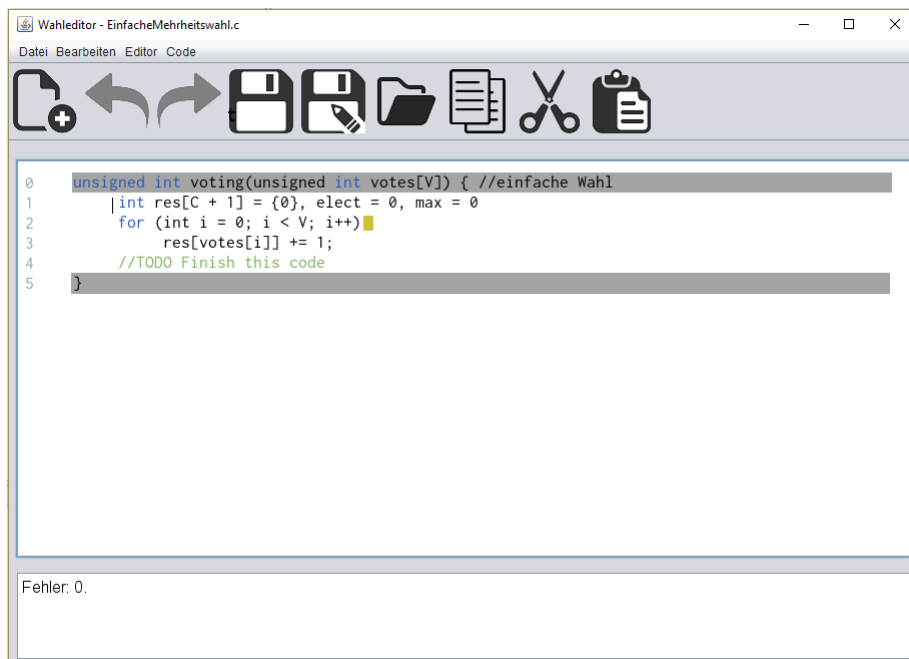 Wahleditor - EinfacheMehrheitswahl.c
Datei Bearbeiten Editor Code
t
0 unsigned int voting(unsigned int votes[V]) { //einfache Wahl
1 int res[C + 1] = {0}, elect = 0, max = 0
2 for (int i = 0; i < V; i++)
3 res[votes[i]] += 1;
4 //TODO Finish this code
5 }
Fehler: 0.